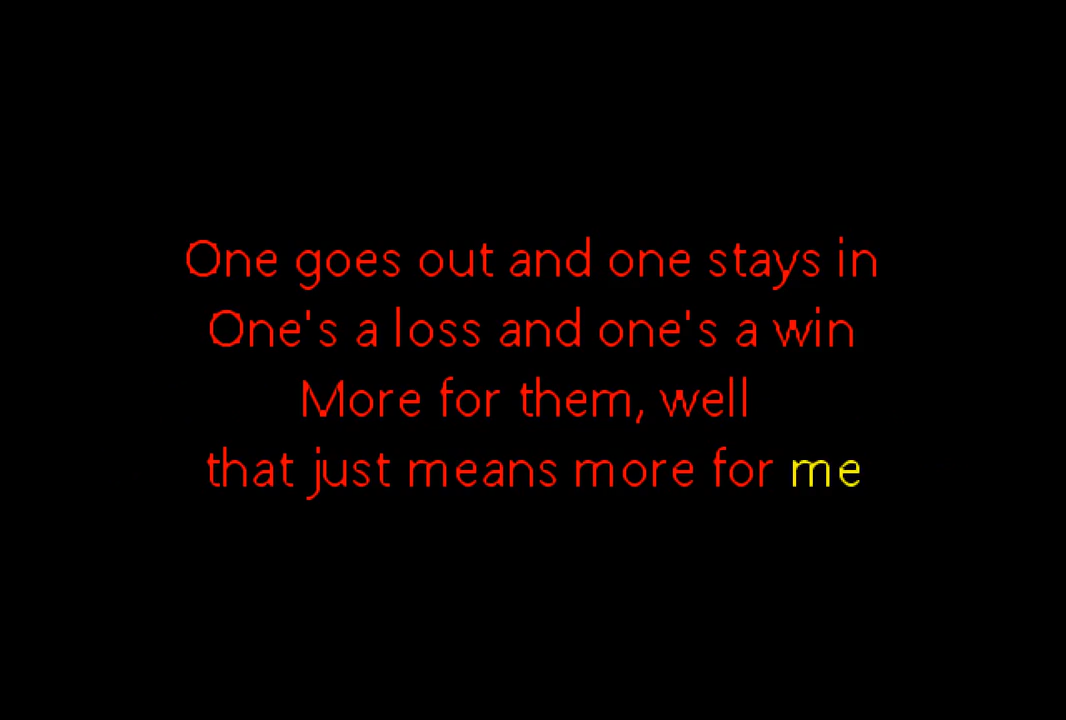 One goes out and one stays in
One's a loss and one's a win
More for them, well
that just means more for me